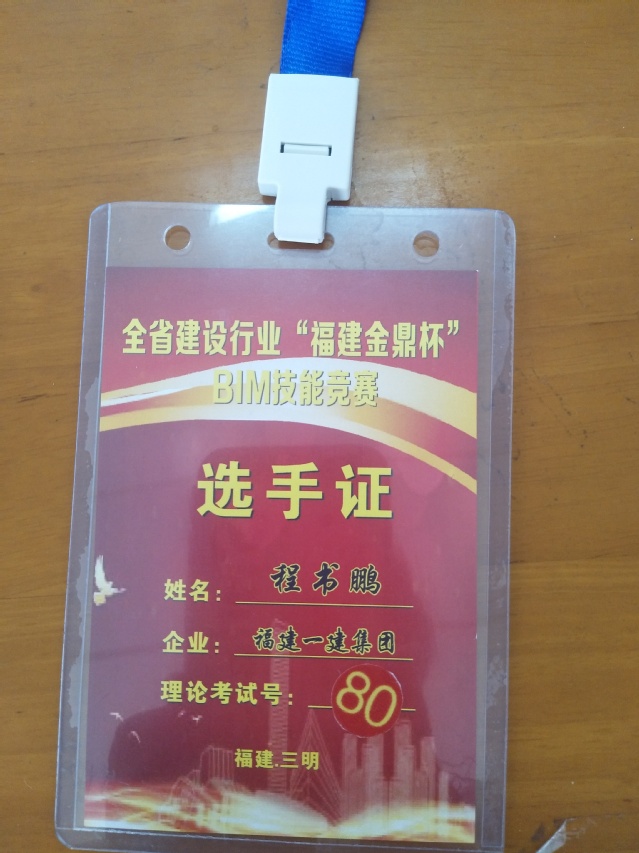 全省建设行业“福建金鼎杯”
BIM技能竞赛
选手证
姓名：程书鹏
企业：福建一建集团
理论考试号：80
福建.三明